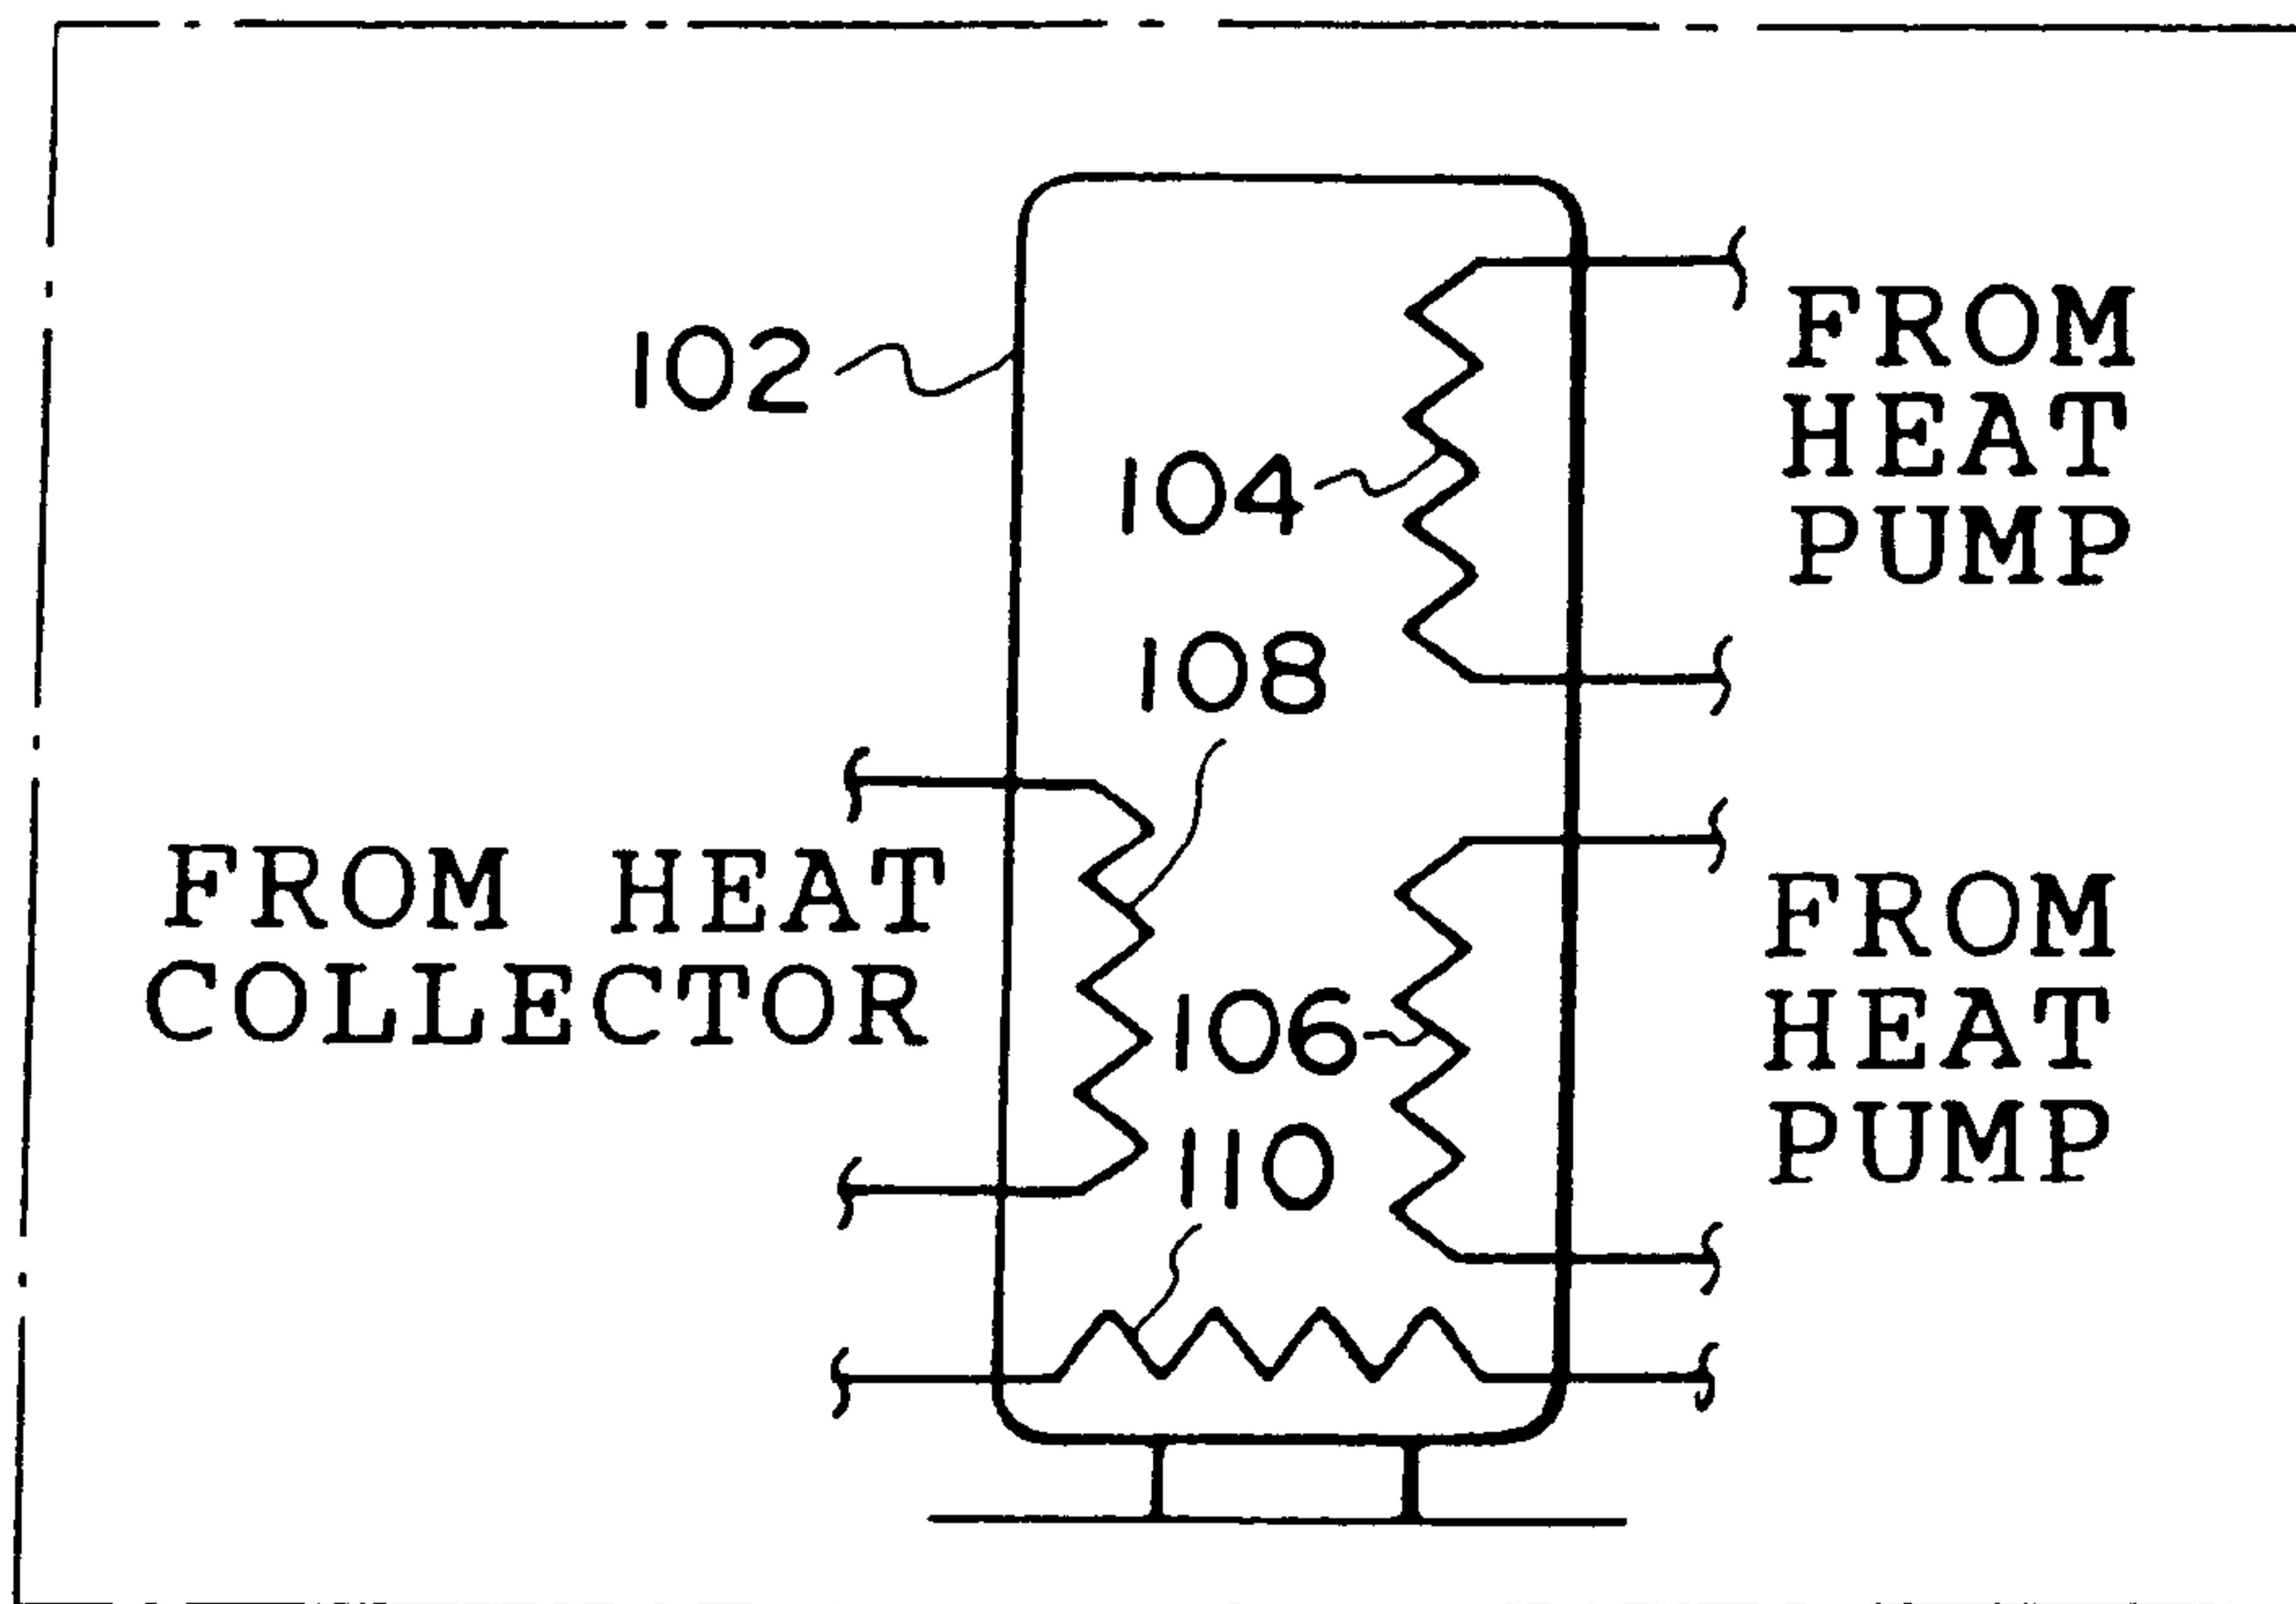 FROM
HEAT
PUMP
102
104
108
FROM HEAT
COLLECTOR
FROM
HEAT
PUMP
106
110